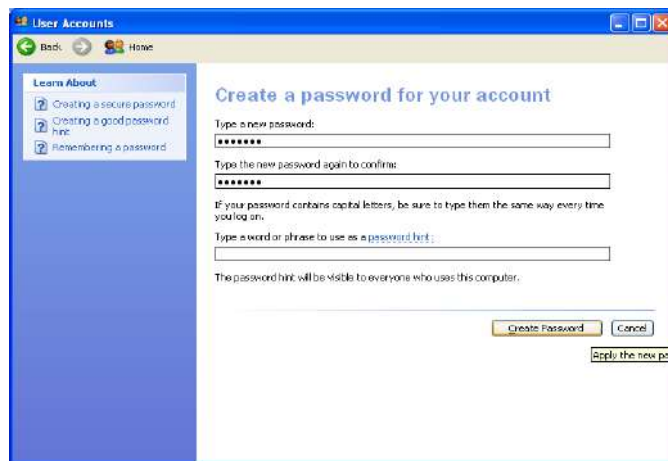 User Accounts
Back
Home
Learn About
Creating a secure password
Creating a good password
hint
Remembering a password
Create a password for your account
Type a new password:
•••••••
Type the new password again to confirm:
•••••••
If your password contains capital letters, be sure to type them the same way every time
you log on.
Type a word or phrase to use as a password hint:
The password hint will be visible to everyone who uses this computer.
Create Password
Cancel
Apply the new pa